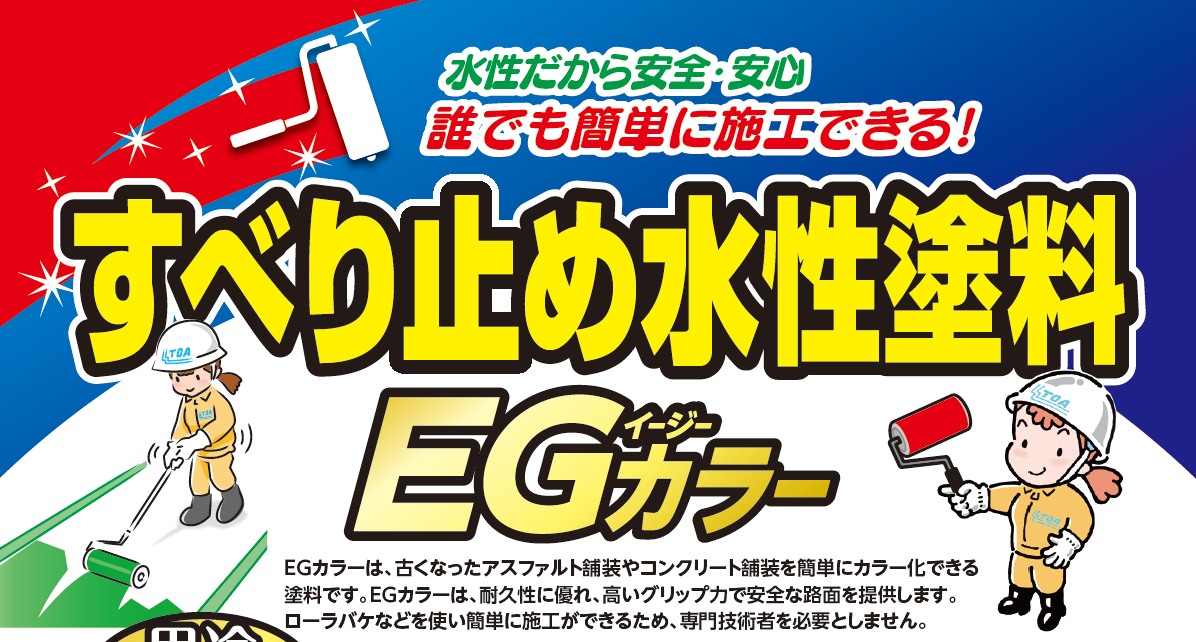 水性だから安全・安心
誰でも簡単に施工できる!
すべり止め水性塗料
TOA
TOA
イージー
EGカラー
TOA
TOA
EGカラーは、古くなったアスファルト舗装やコンクリート舗装を簡単にカラー化できる
塗料です。EGカラーは、耐久性に優れ、高いグリップ力で安全な路面を提供します。
ローラバケなどを使い簡単に施工ができるため、専門技術者を必要としません。